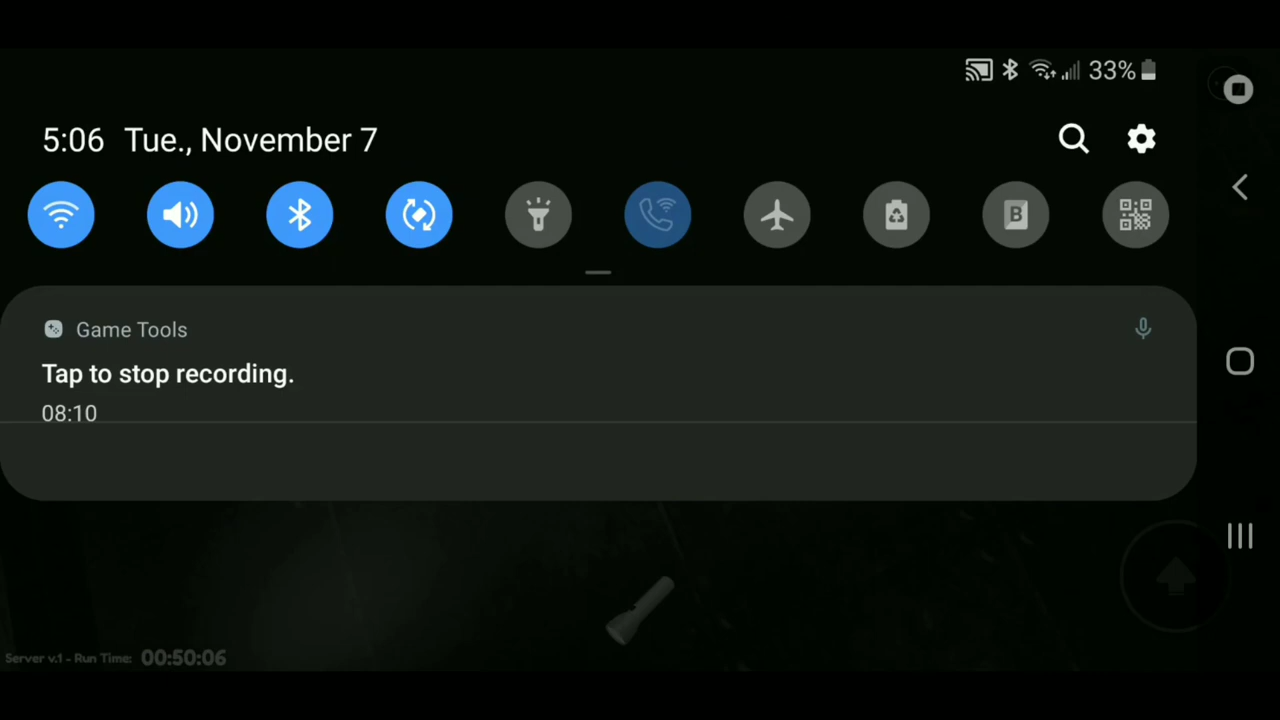 33%
5:06 Tue., November 7
B
Game Tools
Tap to stop recording.
08:10
Server v.1 - Run Time: 00:50:06